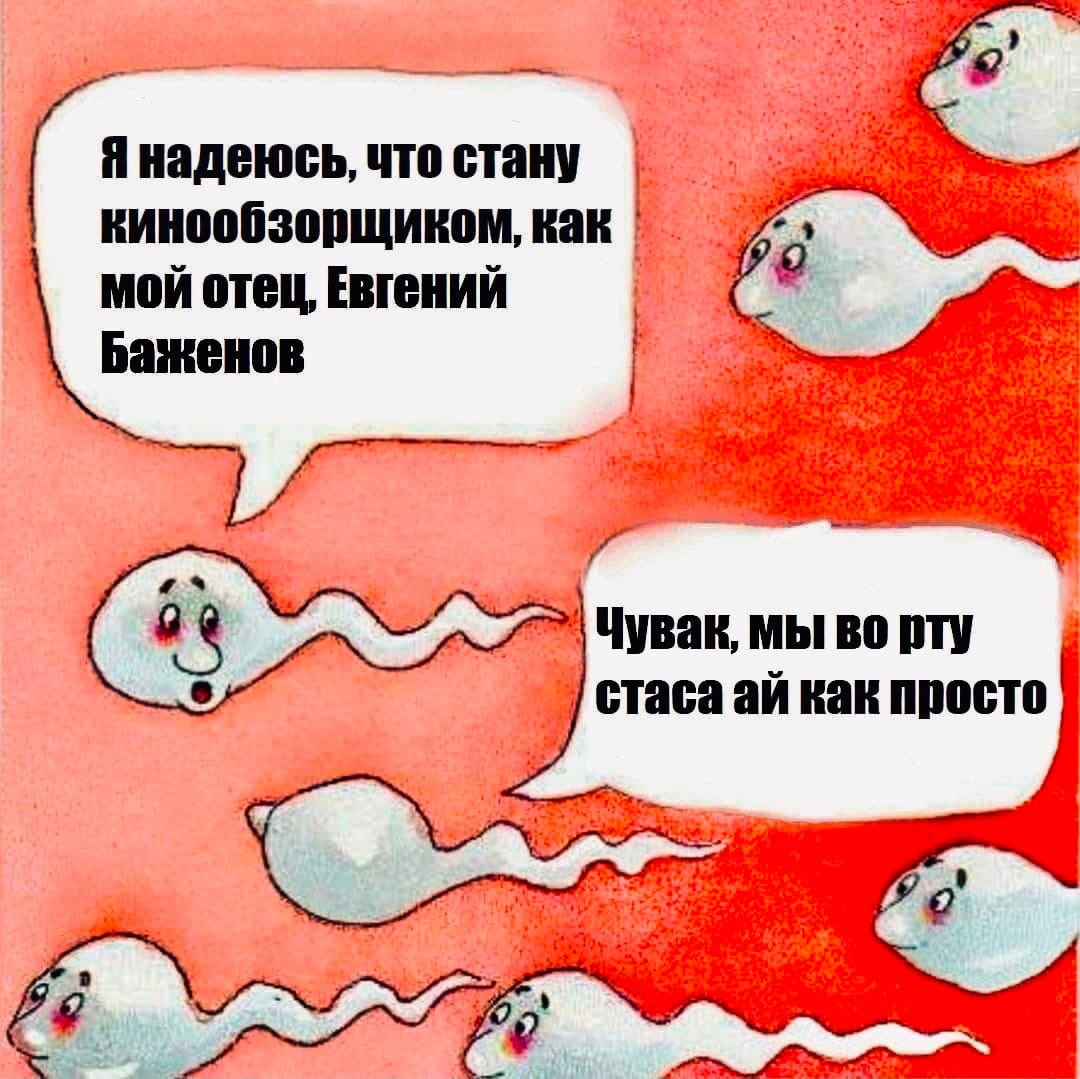 Я надеюсь, что стану
кинообзорщиком, как
мой отец, Евгений
Баженов
Чувак, мы во рту
стаса ай как просто